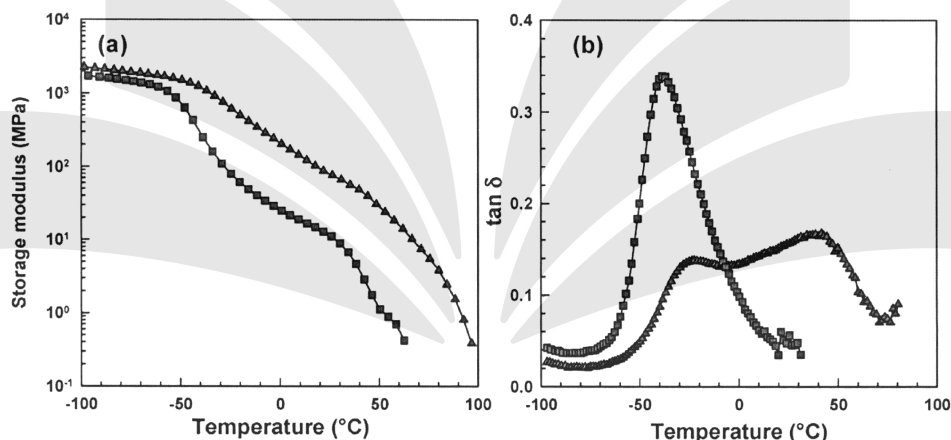 (a)
Storage modulus (MPa)
10⁴
10³
10²
10¹
10⁰
10⁻¹
-100 -50 0 50 100
Temperature (°C)
(b)
tan δ
0.4
0.3
0.2
0.1
0.0
-100 -50 0 50 100
Temperature (°C)